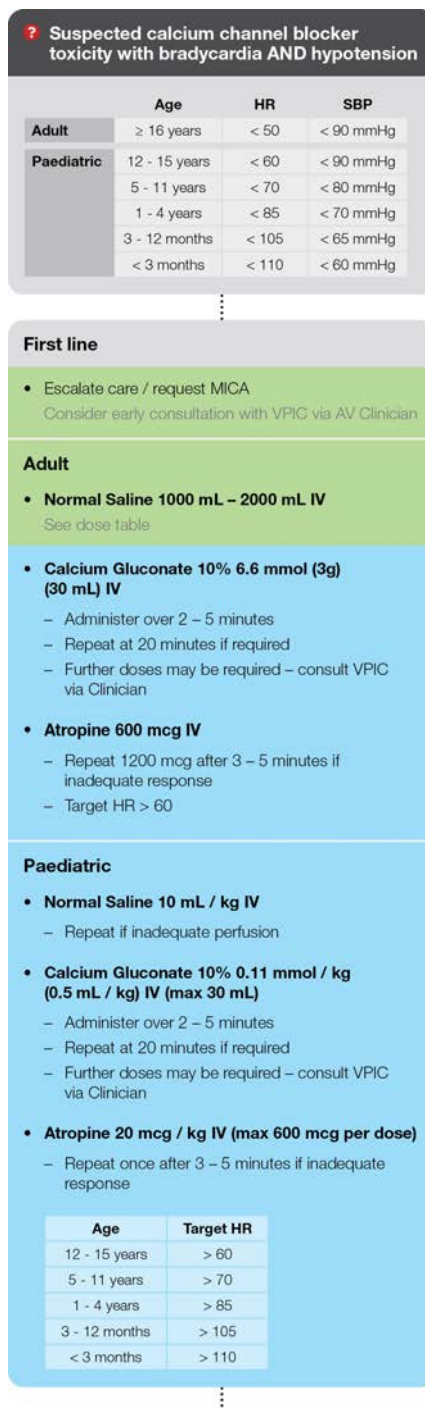 ? Suspected calcium channel blocker
toxicity with bradycardia AND hypotension
Age HR SBP
Adult ≥ 16 years < 50 < 90 mmHg
Paediatric 12 - 15 years < 60 < 90 mmHg
5 - 11 years < 70 < 80 mmHg
1 - 4 years < 85 < 70 mmHg
3 - 12 months < 105 < 65 mmHg
< 3 months < 110 < 60 mmHg
First line
• Escalate care / request MICA
Consider early consultation with VPIC via AV Clinician
Adult
• Normal Saline 1000 mL – 2000 mL IV
See dose table
• Calcium Gluconate 10% 6.6 mmol (3g)
(30 mL) IV
– Administer over 2 – 5 minutes
– Repeat at 20 minutes if required
– Further doses may be required – consult VPIC
via Clinician
• Atropine 600 mcg IV
– Repeat 1200 mcg after 3 – 5 minutes if
inadequate response
– Target HR > 60
Paediatric
• Normal Saline 10 mL / kg IV
– Repeat if inadequate perfusion
• Calcium Gluconate 10% 0.11 mmol / kg
(0.5 mL / kg) IV (max 30 mL)
– Administer over 2 – 5 minutes
– Repeat at 20 minutes if required
– Further doses may be required – consult VPIC
via Clinician
• Atropine 20 mcg / kg IV (max 600 mcg per dose)
– Repeat once after 3 – 5 minutes if inadequate
response
Age Target HR
12 - 15 years > 60
5 - 11 years > 70
1 - 4 years > 85
3 - 12 months > 105
< 3 months > 110